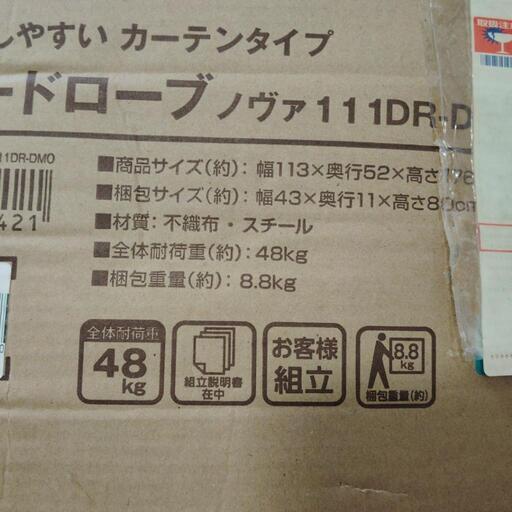 しやすい カーテンタイプ
ードローブ ノヴァ111DR-D
取扱注
11DR-DMO
421
■商品サイズ(約): 幅113×奥行52×高さ176
■梱包サイズ(約): 幅43×奥行11×高さ80cm
■材質: 不織布・スチール
■全体耐荷重(約): 48kg
■梱包重量(約): 8.8kg
全体耐荷重
48
kg
組立説明書
在中
お客様
組立
8.8
kg
梱包重量(約)